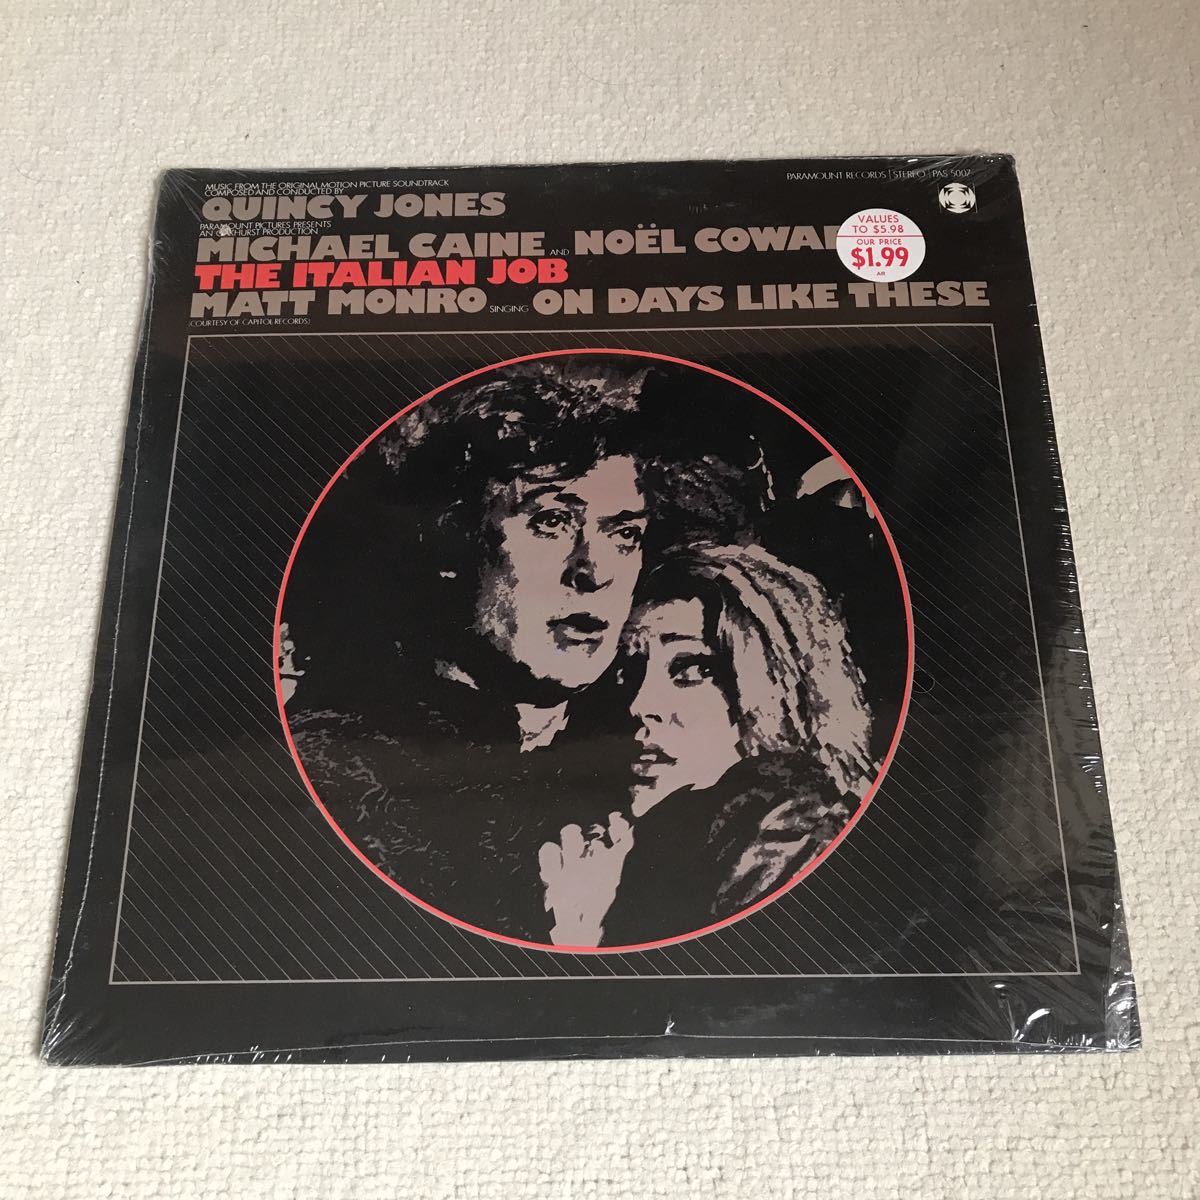 MUSIC FROM THE ORIGINAL MOTION PICTURE SOUNDTRACK
COMPOSED AND CONDUCTED BY
QUINCY JONES
PARAMOUNT PICTURES PRESENTS
AN OAKHURST PRODUCTION
MICHAEL CAINE AND NOËL COWAR
THE ITALIAN JOB
MATT MONRO SINGING ON DAYS LIKE THESE
(COURTESY OF CAPITOL RECORDS)
PARAMOUNT RECORDS | STEREO | PAS 5007
VALUES
TO $5.98
OUR PRICE
$1.99
AIR